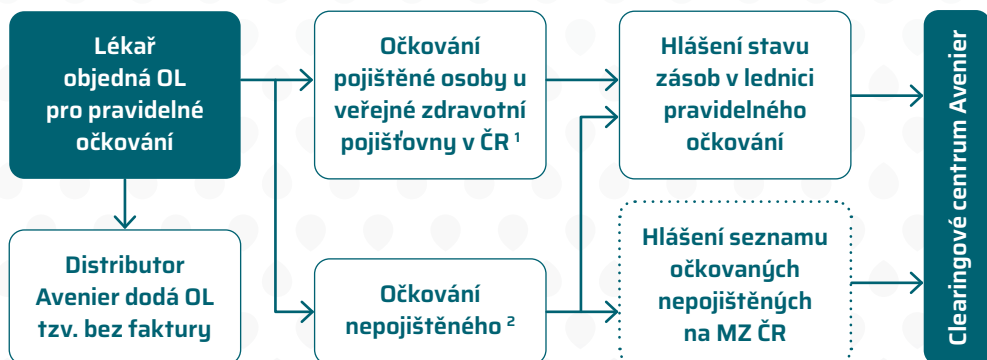 Lékař
objedná OL
pro pravidelné
očkování
Očkování
pojištěné osoby u
veřejné zdravotní
pojišťovny v ČR ¹
Hlášení stavu
zásob v lednici
pravidelného
očkování
Distributor
Avenier dodá OL
tzv. bez faktury
Očkování
nepojištěného ²
Hlášení seznamu
očkovaných
nepojištěných
na MZ ČR
Clearingové centrum Avenier